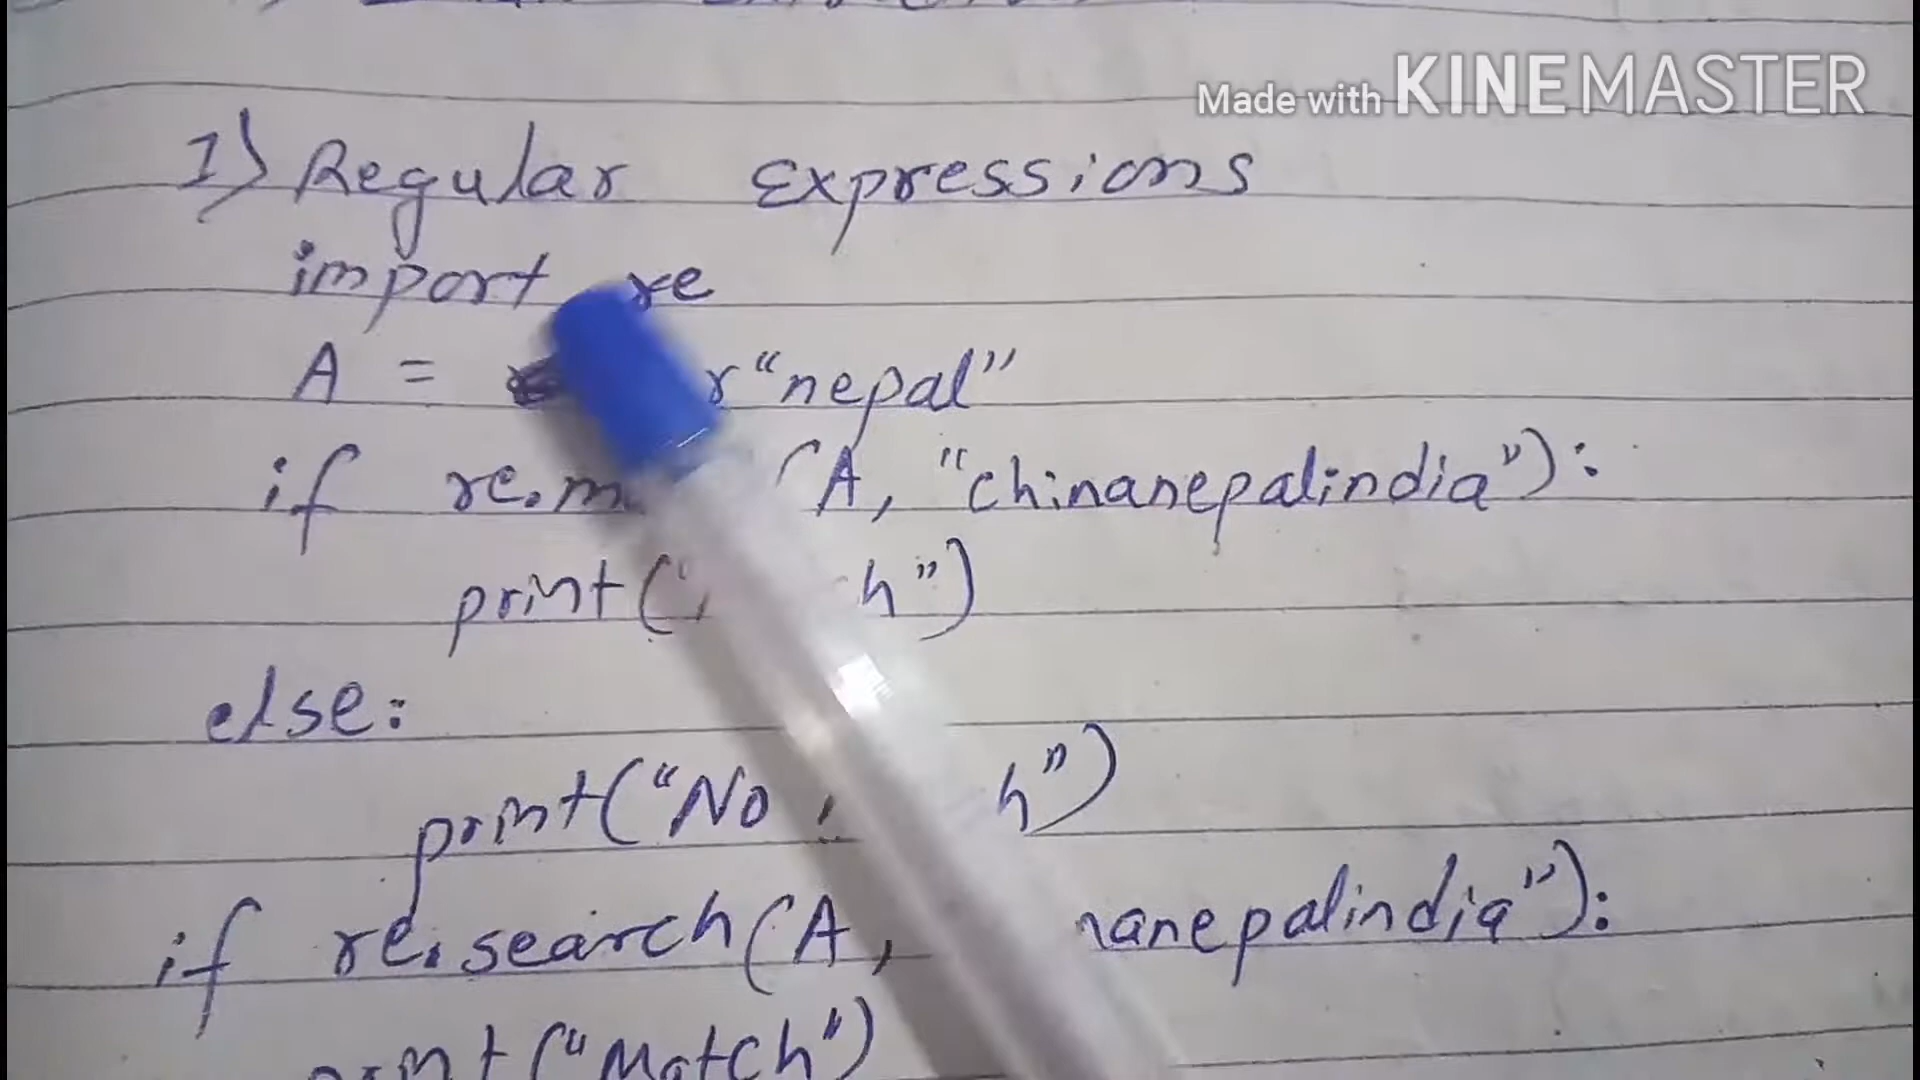 Made with KINEMASTER
1) Regular Expressions
import re
A = r“nepal”
if re.m (A, “chinanepalindia”):
print(“ h”)
else:
print(“No h”)
if re.search(A, nanepalindia”):
print(“Match”)